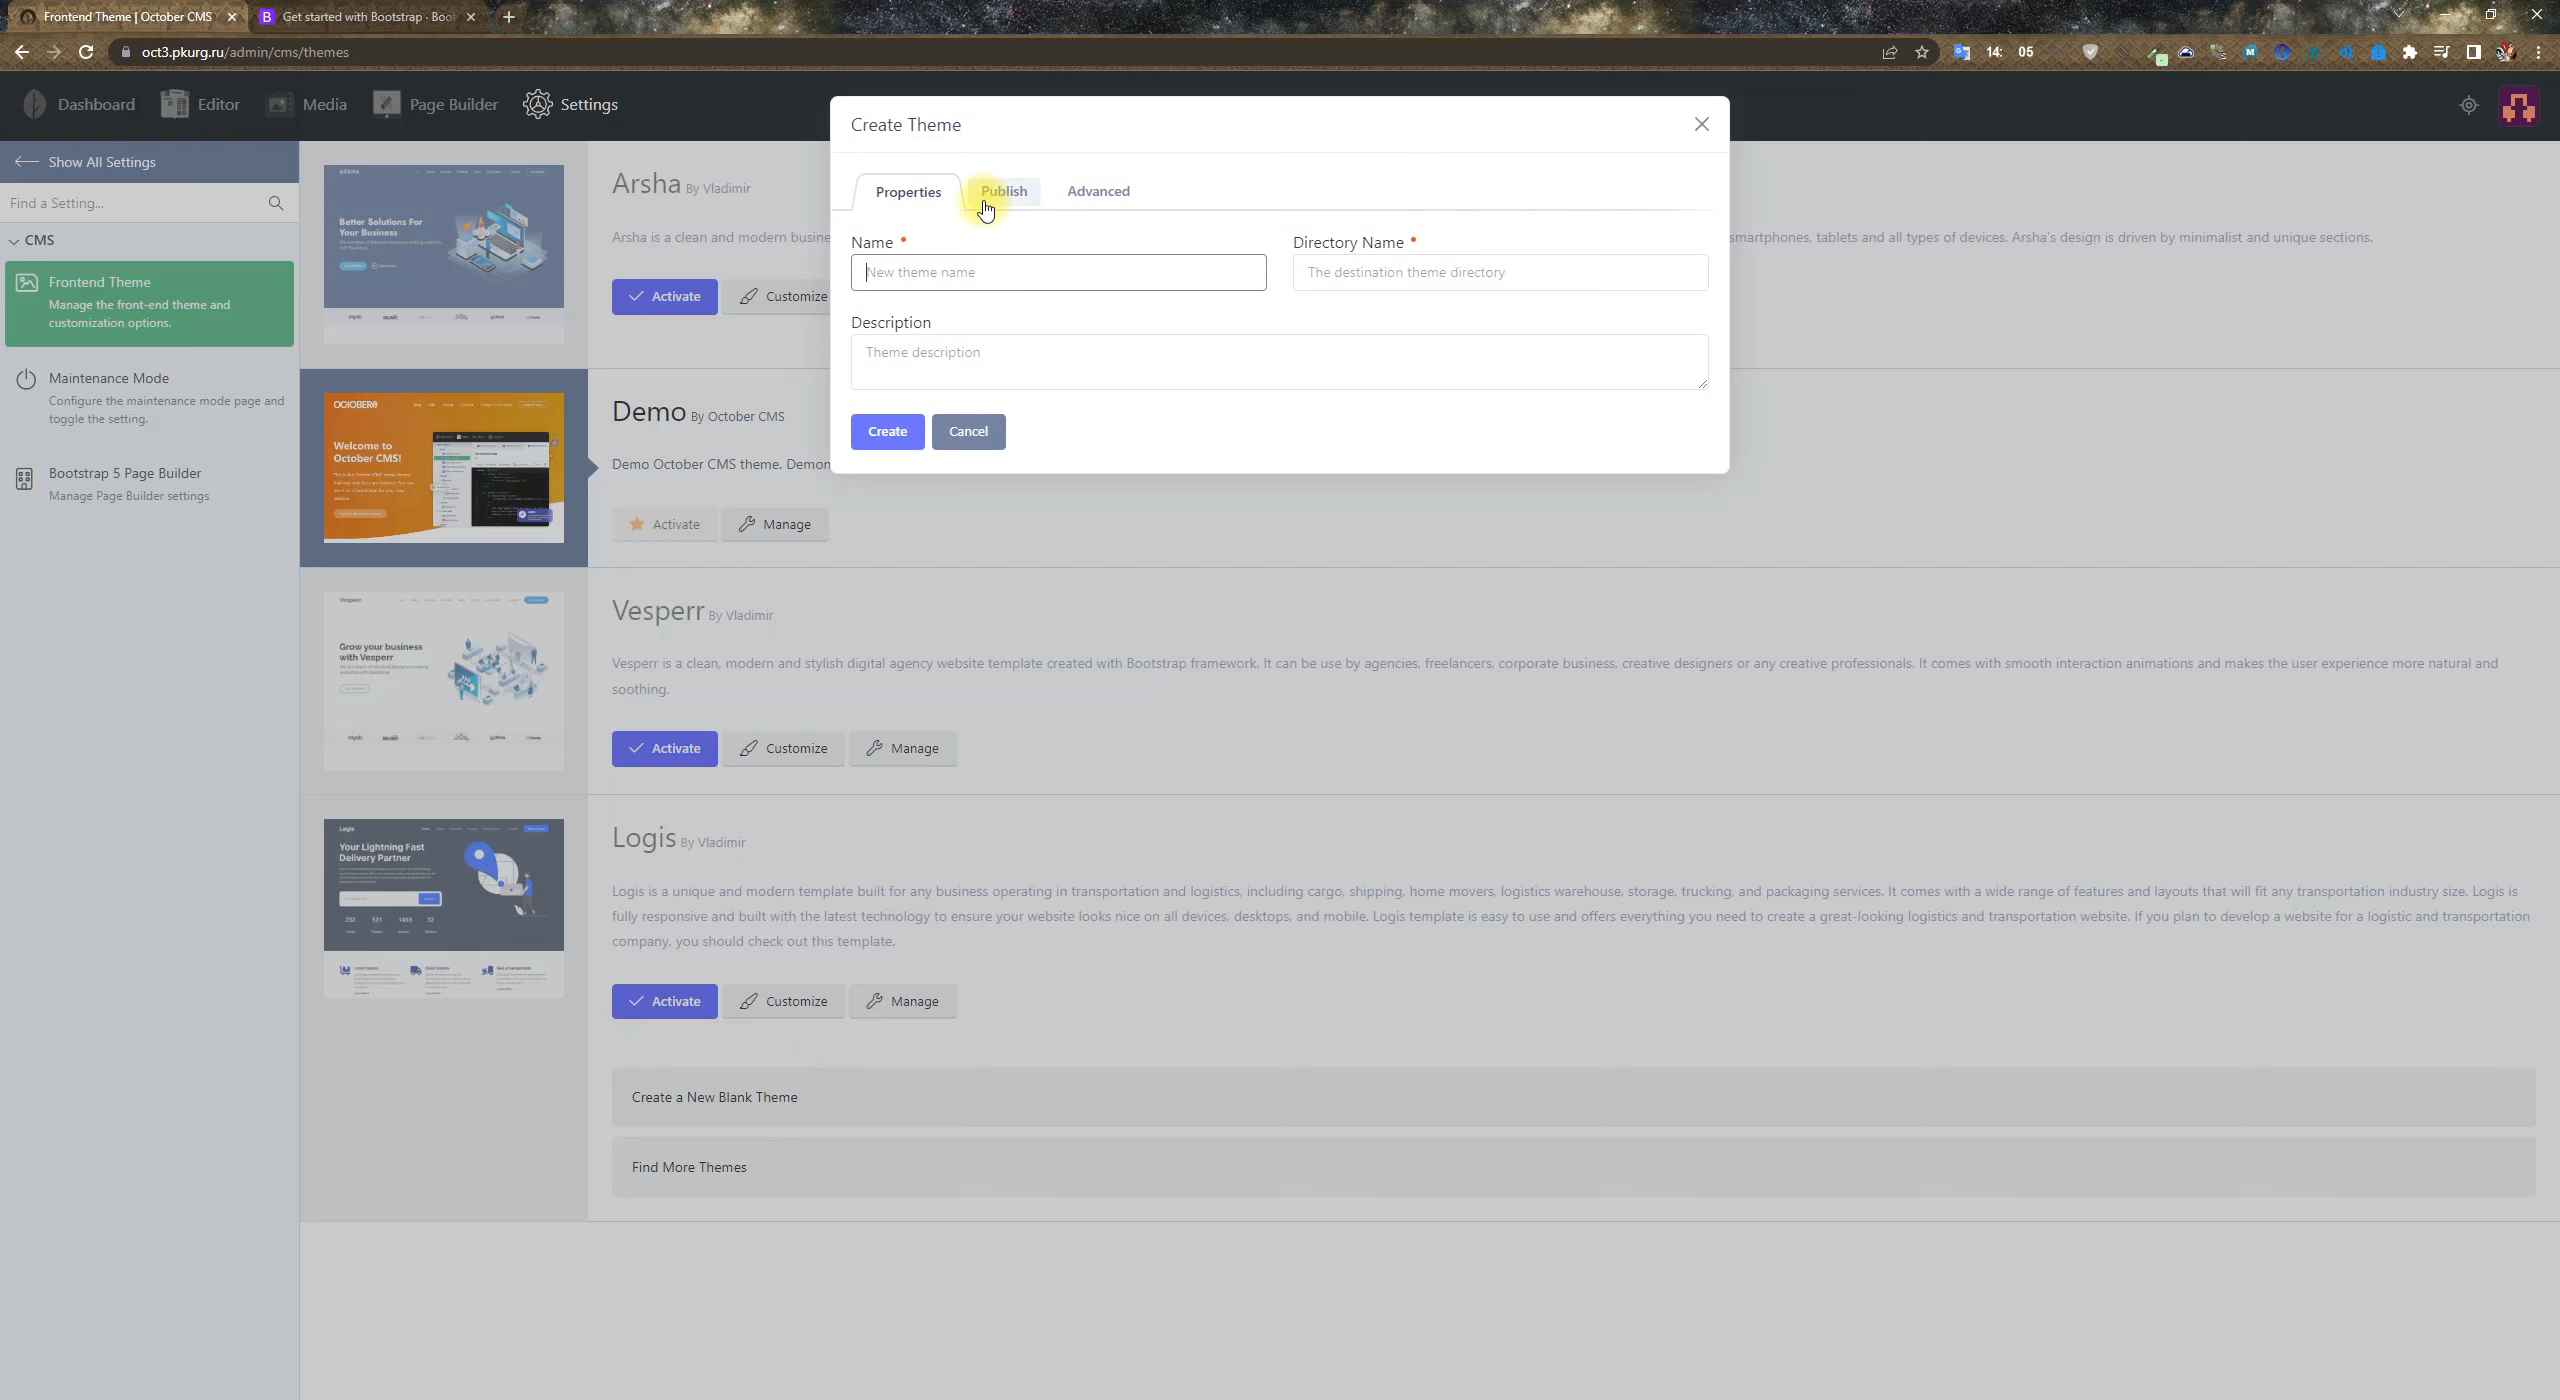 Frontend Theme | October CMS
Get started with Bootstrap · Boo
oct3.pkurg.ru/admin/cms/themes
14: 05
Dashboard
Editor
Media
Page Builder
Settings
Show All Settings
Find a Setting...
CMS
Frontend Theme
Manage the front-end theme and
customization options.
Maintenance Mode
Configure the maintenance mode page and
toggle the setting.
Bootstrap 5 Page Builder
Manage Page Builder settings
Create Theme
Properties
Publish
Advanced
Name •
Directory Name •
New theme name
The destination theme directory
Description
Theme description
Create
Cancel
ARSHA
Better Solutions For
Your Business
Arsha By Vladimir
Arsha is a clean and modern busine
smartphones, tablets and all types of devices. Arsha's design is driven by minimalist and unique sections.
Activate
Customize
Welcome to
October CMS!
Demo By October CMS
Demo October CMS theme. Demon
Activate
Manage
Vesperr
Grow your business
with Vesperr
Vesperr By Vladimir
Vesperr is a clean, modern and stylish digital agency website template created with Bootstrap framework. It can be use by agencies, freelancers, corporate business, creative designers or any creative professionals. It comes with smooth interaction animations and makes the user experience more natural and
soothing.
Activate
Customize
Manage
Logis
Your Lightning Fast
Delivery Partner
232
521
1453
32
Logis By Vladimir
Logis is a unique and modern template built for any business operating in transportation and logistics, including cargo, shipping, home movers, logistics warehouse, storage, trucking, and packaging services. It comes with a wide range of features and layouts that will fit any transportation industry size. Logis is
fully responsive and built with the latest technology to ensure your website looks nice on all devices, desktops, and mobile. Logis template is easy to use and offers everything you need to create a great-looking logistics and transportation website. If you plan to develop a website for a logistic and transportation
company, you should check out this template.
Activate
Customize
Manage
Create a New Blank Theme
Find More Themes